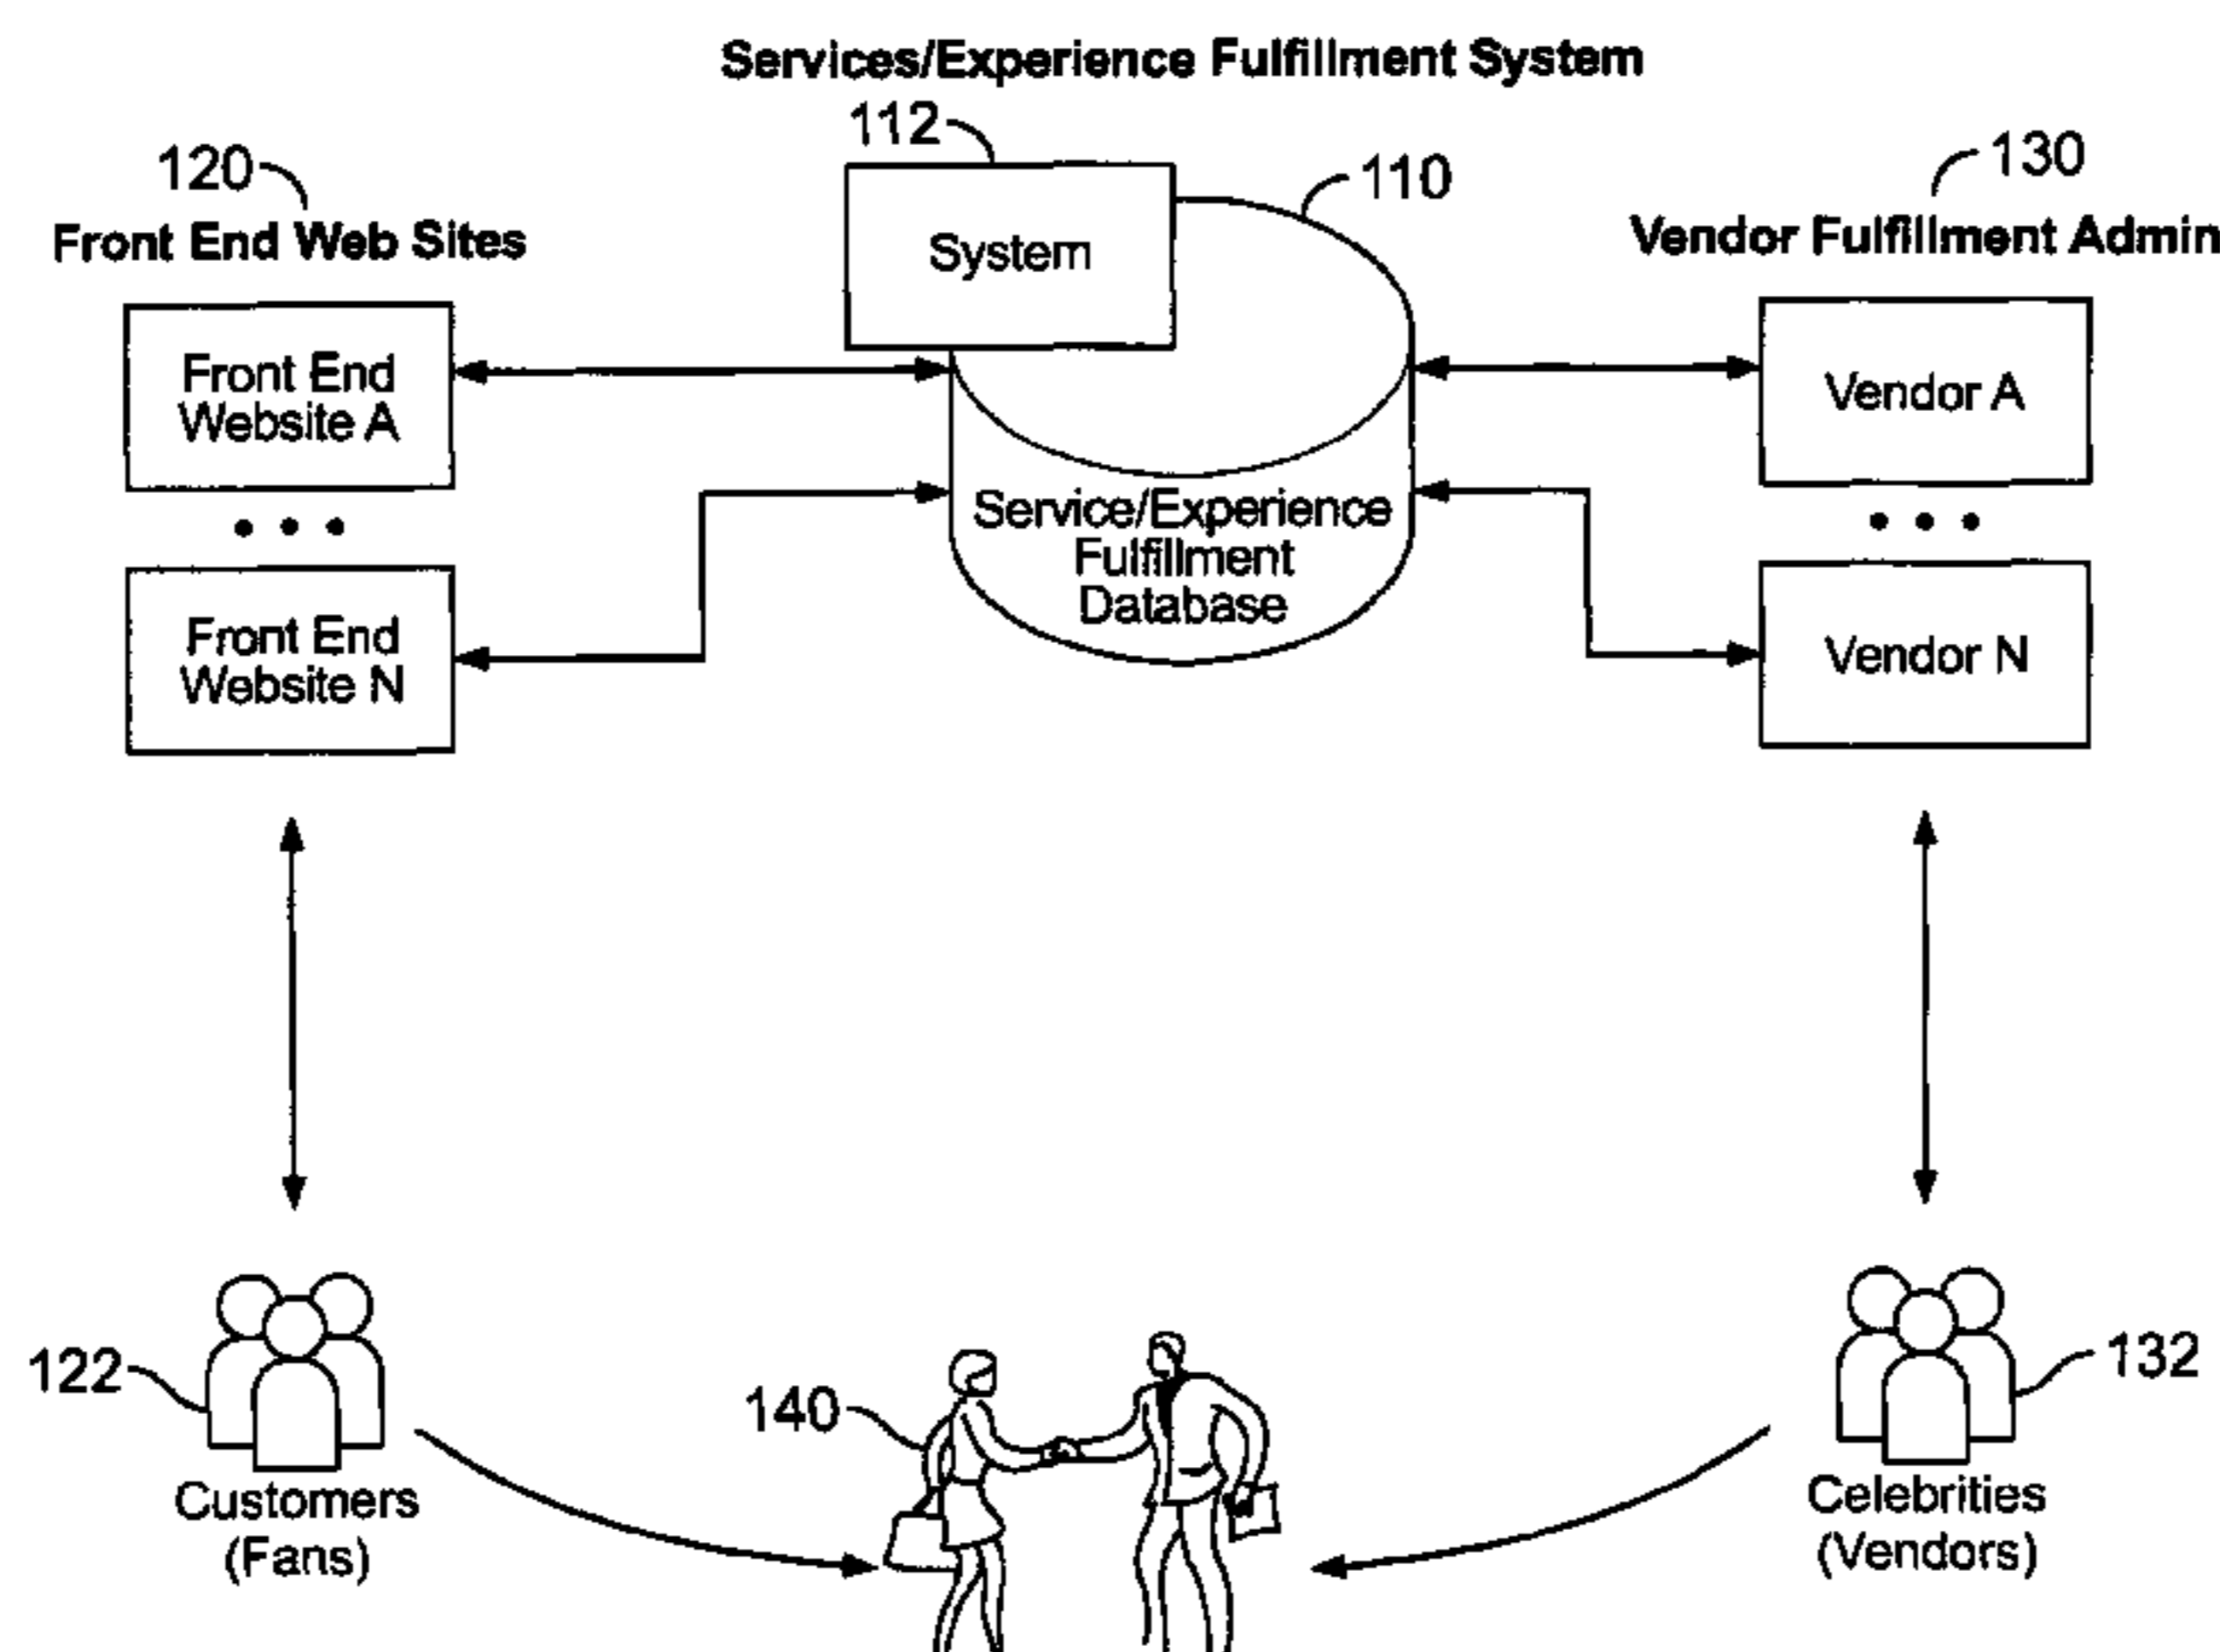 Services/Experience Fulfillment System
112
120
110
130
Front End Web Sites
System
Vendor Fulfillment Admin
Front End
Website A
Vendor A
Service/Experience
Fulfillment
Database
Front End
Website N
Vendor N
122
140
132
Customers
(Fans)
Celebrities
(Vendors)